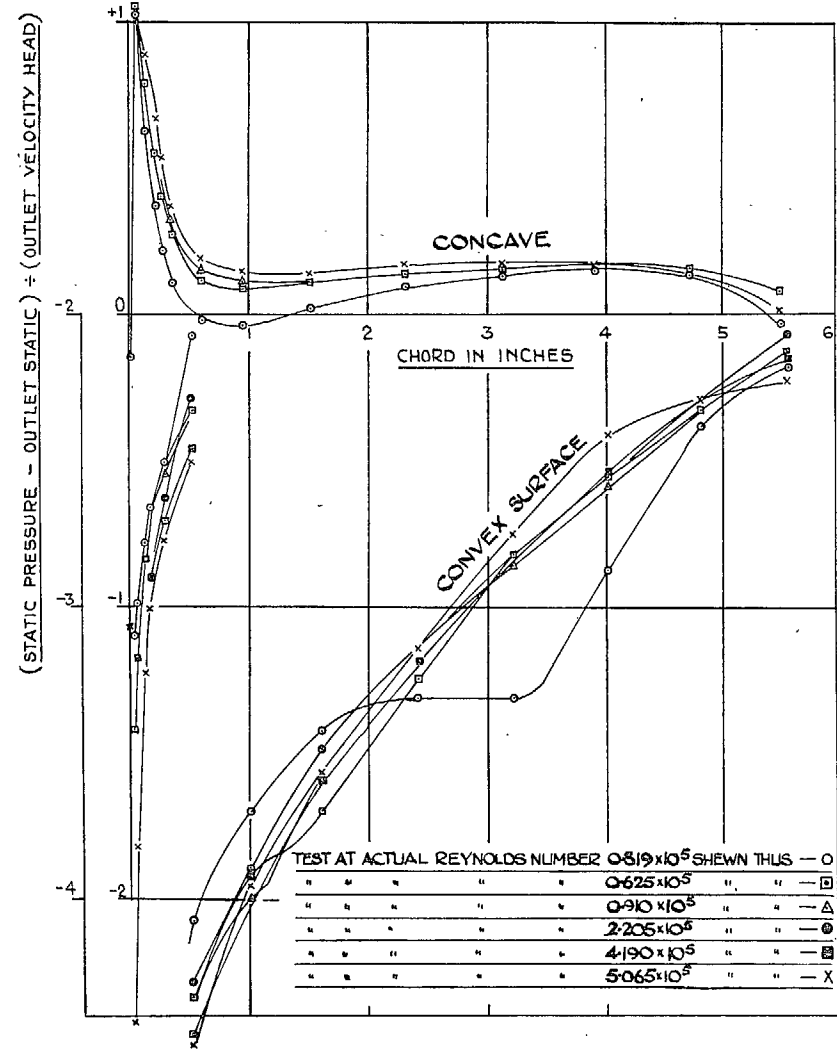 (STATIC PRESSURE - OUTLET STATIC) ÷ (OUTLET VELOCITY HEAD)
+1
CONCAVE
-2
0
1
2
3
4
5
6
CHORD IN INCHES
CONVEX SURFACE
-3
-1
-4
-2
TEST AT ACTUAL REYNOLDS NUMBER 0·819×10⁵ SHEWN THUS — O
" " " " " 0·625×10⁵ " " — ⊡
" " " " " 0·910×10⁵ " " — △
" " " " " 2·205×10⁵ " " —
" " " " " 4·190×10⁵ " " —
" " " " " 5·065×10⁵ " " — X